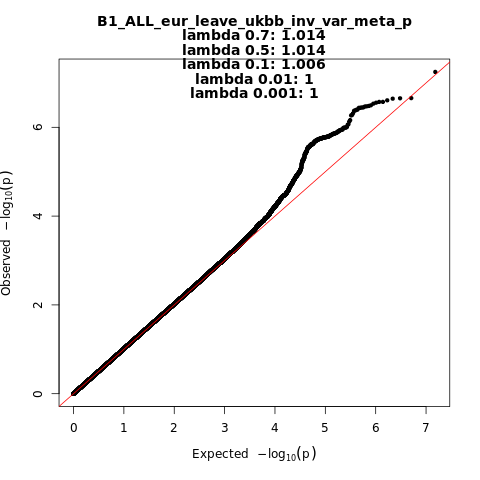 B1_ALL_eur_leave_ukbb_inv_var_meta_p
lambda 0.7: 1.014
lambda 0.5: 1.014
lambda 0.1: 1.006
lambda 0.01: 1
lambda 0.001: 1
Observed −log10(p)
6
4
2
0
0 1 2 3 4 5 6 7
Expected −log10(p)